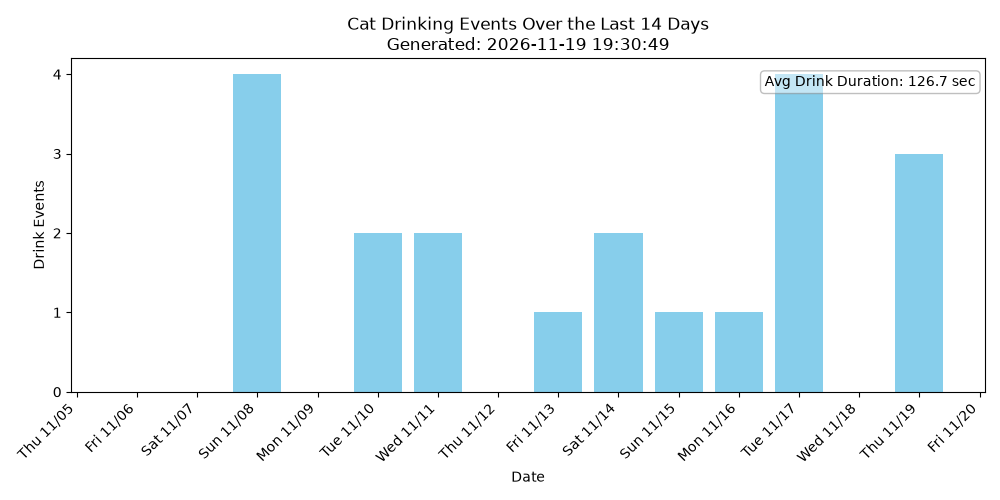 Cat Drinking Events Over the Last 14 Days
Generated: 2026-11-19 19:30:49
Avg Drink Duration: 126.7 sec
Drink Events
4
3
2
1
0
Thu 11/05
Fri 11/06
Sat 11/07
Sun 11/08
Mon 11/09
Tue 11/10
Wed 11/11
Thu 11/12
Fri 11/13
Sat 11/14
Sun 11/15
Mon 11/16
Tue 11/17
Wed 11/18
Thu 11/19
Fri 11/20
Date